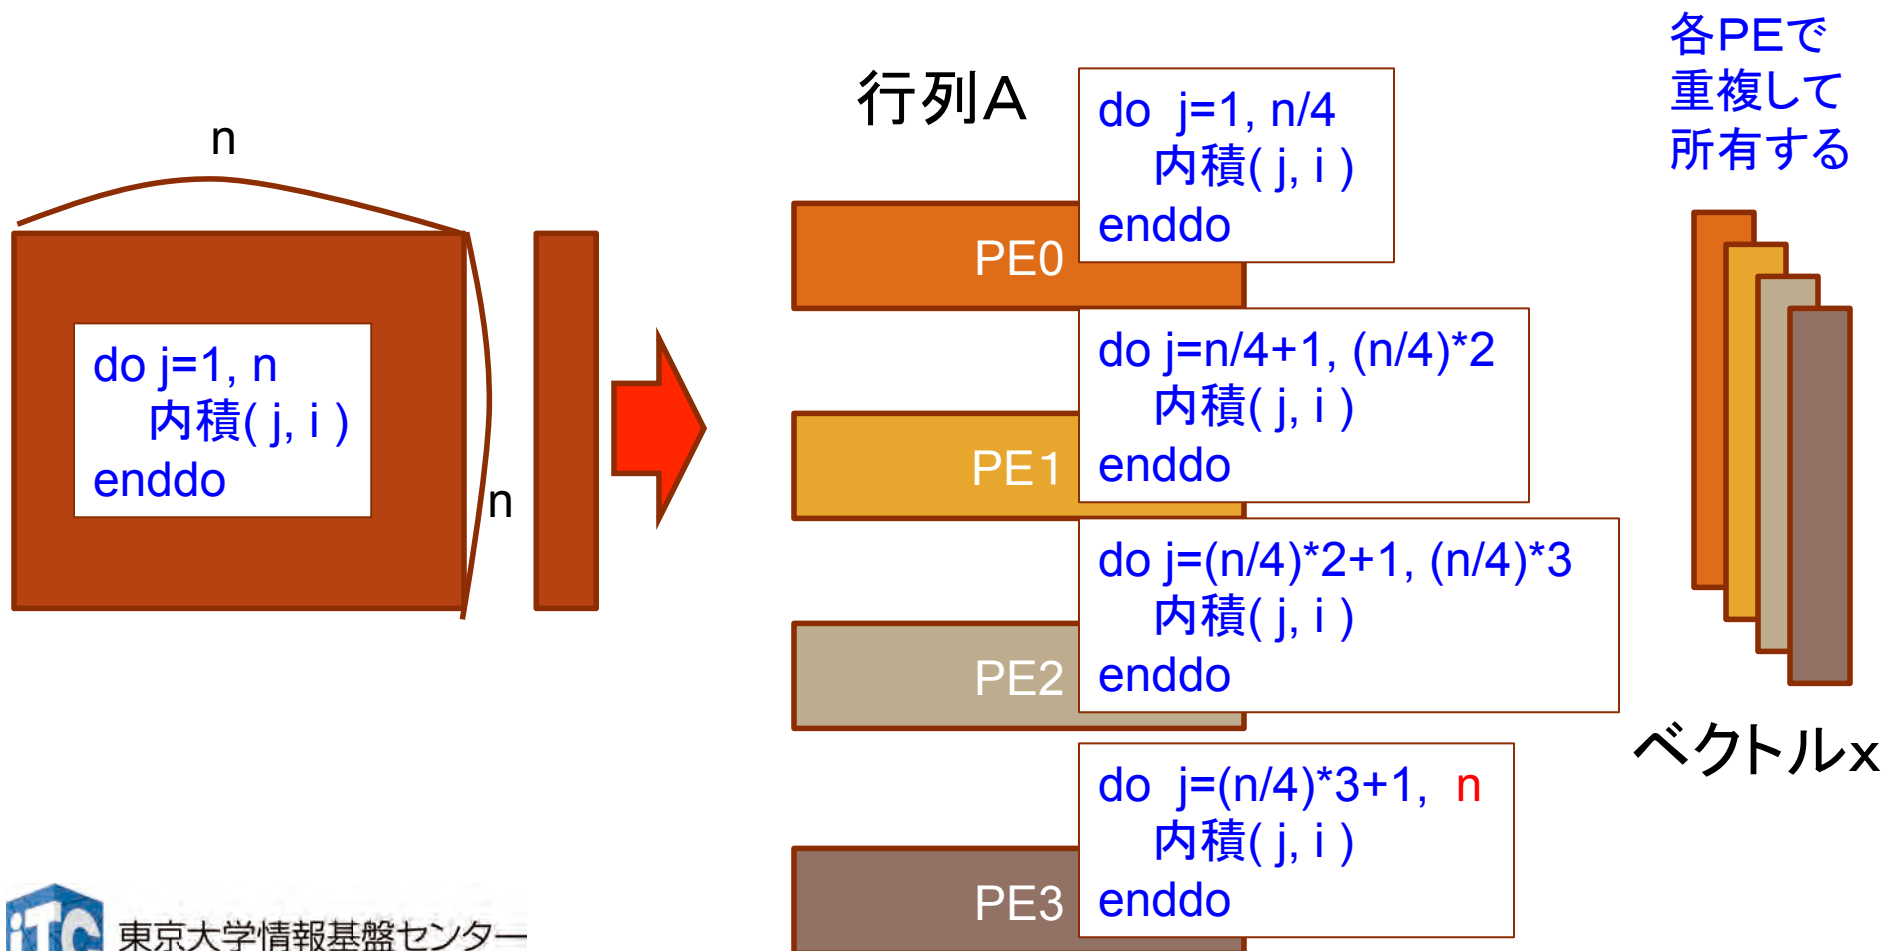 n
do j=1, n
内積( j, i )
enddo
n
行列A
do j=1, n/4
内積( j, i )
enddo
PE0
do j=n/4+1, (n/4)*2
内積( j, i )
enddo
PE1
do j=(n/4)*2+1, (n/4)*3
内積( j, i )
enddo
PE2
do j=(n/4)*3+1, n
内積( j, i )
enddo
PE3
各PEで
重複して
所有する
ベクトルx
iTC 東京大学情報基盤センター